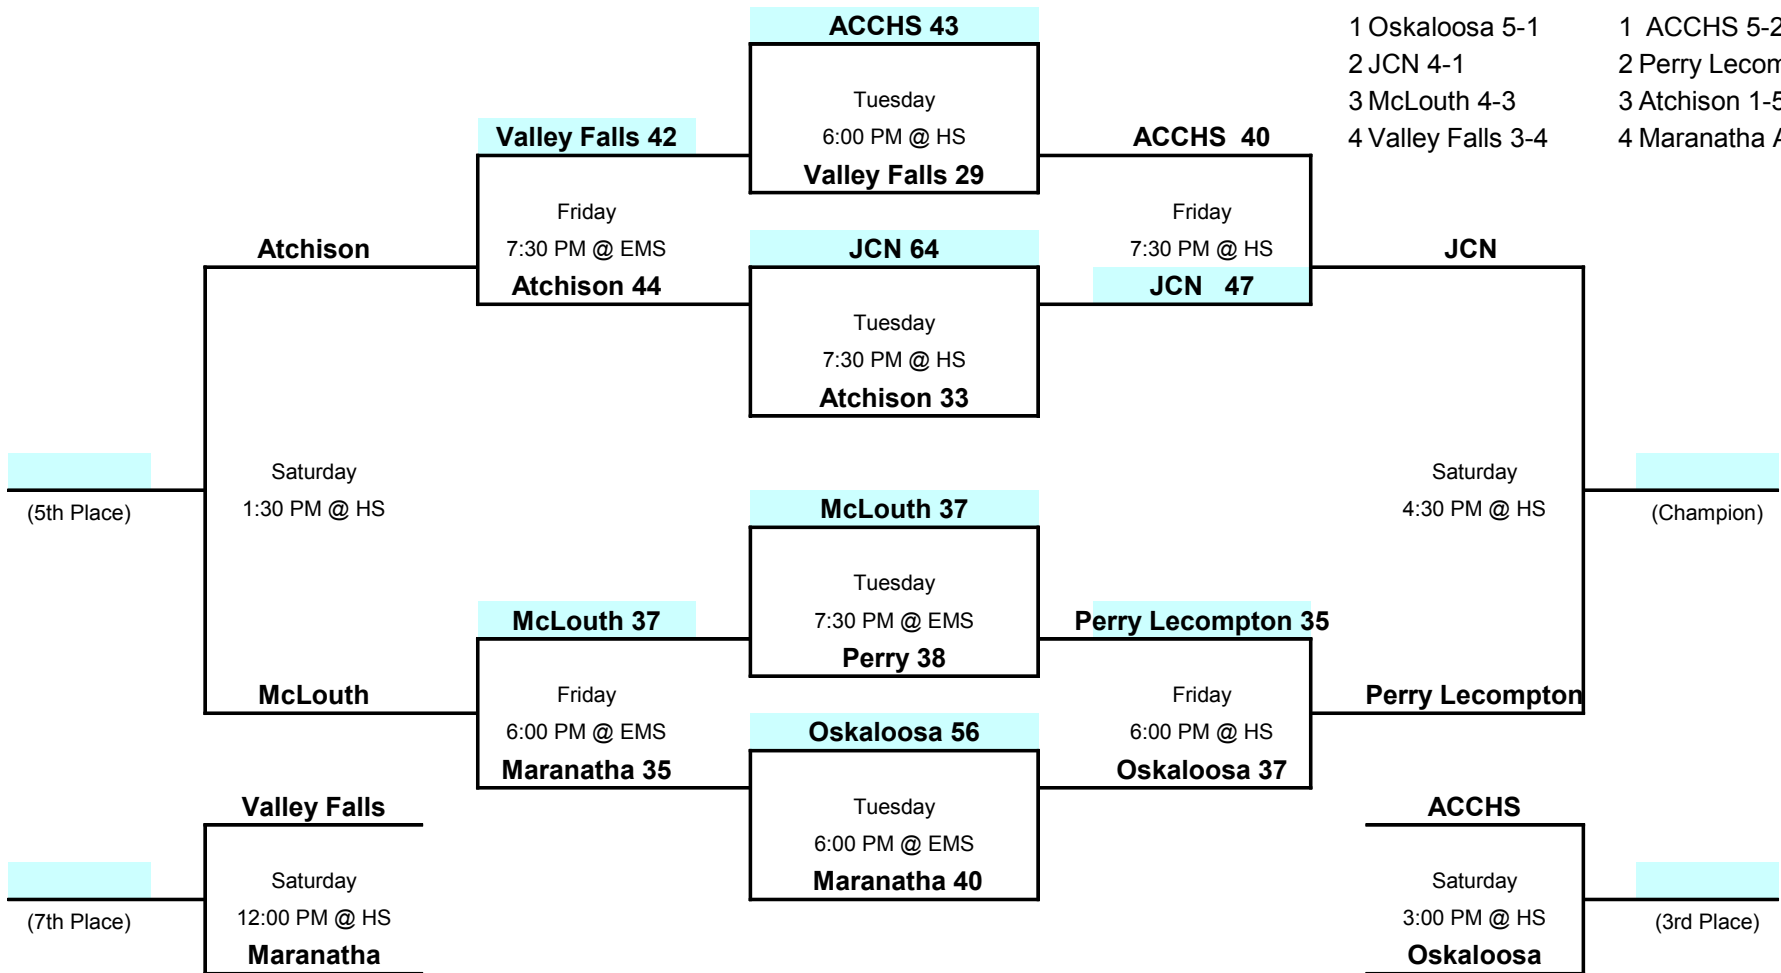 ACCHS 43
1 Oskaloosa 5-1
1 ACCHS 5-2
2 JCN 4-1
2 Perry Lecom
Tuesday
3 McLouth 4-3
3 Atchison 1-5
Valley Falls 42
6:00 PM @ HS
ACCHS 40
4 Valley Falls 3-4
4 Maranatha A
Valley Falls 29
Friday
Friday
Atchison
7:30 PM @ EMS
JCN 64
7:30 PM @ HS
JCN
Atchison 44
JCN 47
Tuesday
7:30 PM @ HS
Atchison 33
Saturday
Saturday
(5th Place)
1:30 PM @ HS
McLouth 37
4:30 PM @ HS
(Champion)
Tuesday
McLouth 37
7:30 PM @ EMS
Perry Lecompton 35
Perry 38
McLouth
Friday
Friday
Perry Lecompton
6:00 PM @ EMS
Oskaloosa 56
6:00 PM @ HS
Maranatha 35
Oskaloosa 37
Valley Falls
Tuesday
ACCHS
6:00 PM @ EMS
Saturday
Maranatha 40
Saturday
(7th Place)
12:00 PM @ HS
3:00 PM @ HS
(3rd Place)
Maranatha
Oskaloosa